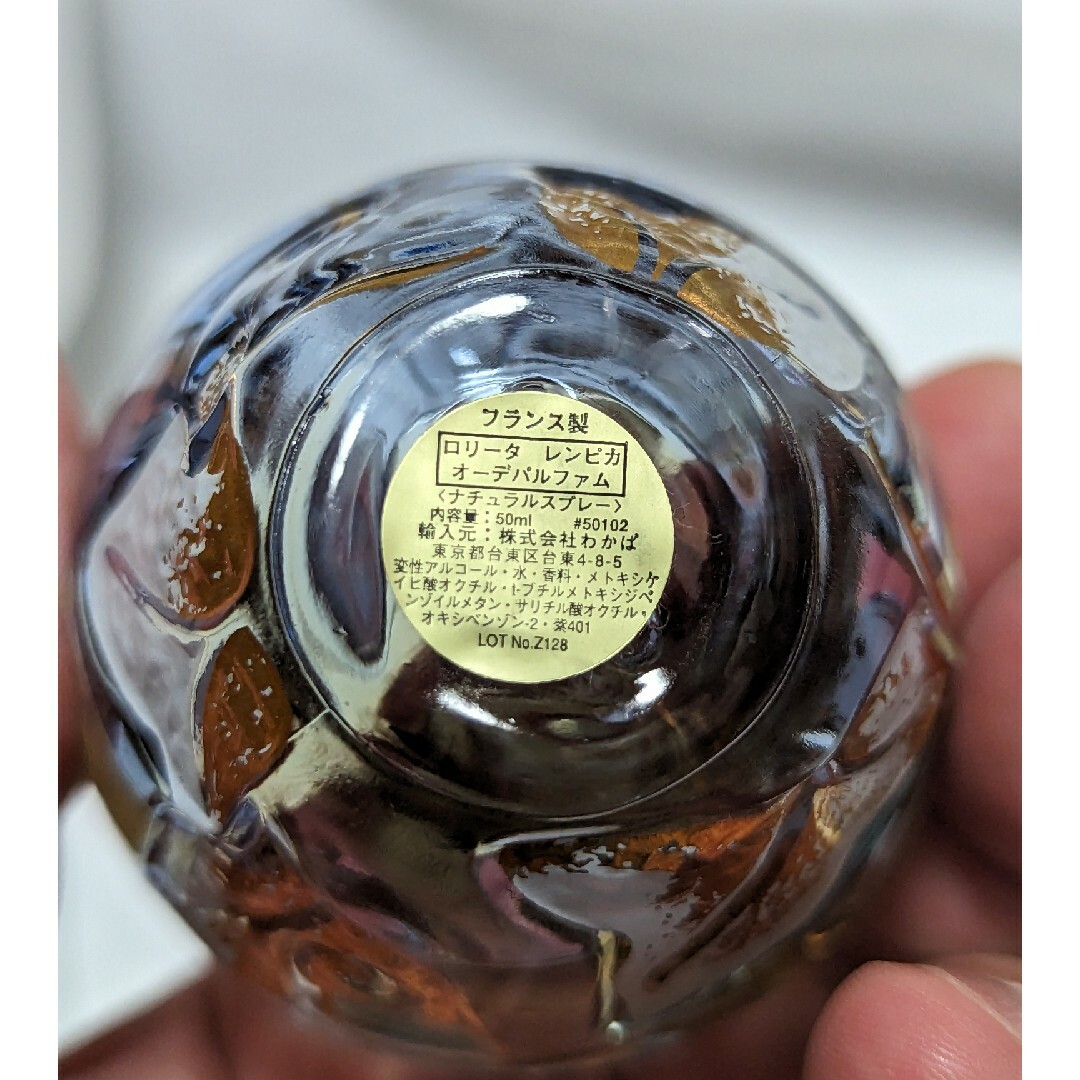 フランス製
ロリータ レンピカ
オーデパルファム
〈ナチュラルスプレー〉
内容量：50ml #50102
輸入元：株式会社わかば
東京都台東区台東4-8-5
変性アルコール・水・香料・メトキシケ
イヒ酸オクチル・t-ブチルメトキシジベ
ンゾイルメタン・サリチル酸オクチル・
オキシベンゾン-2・紫401
LOT No.Z128